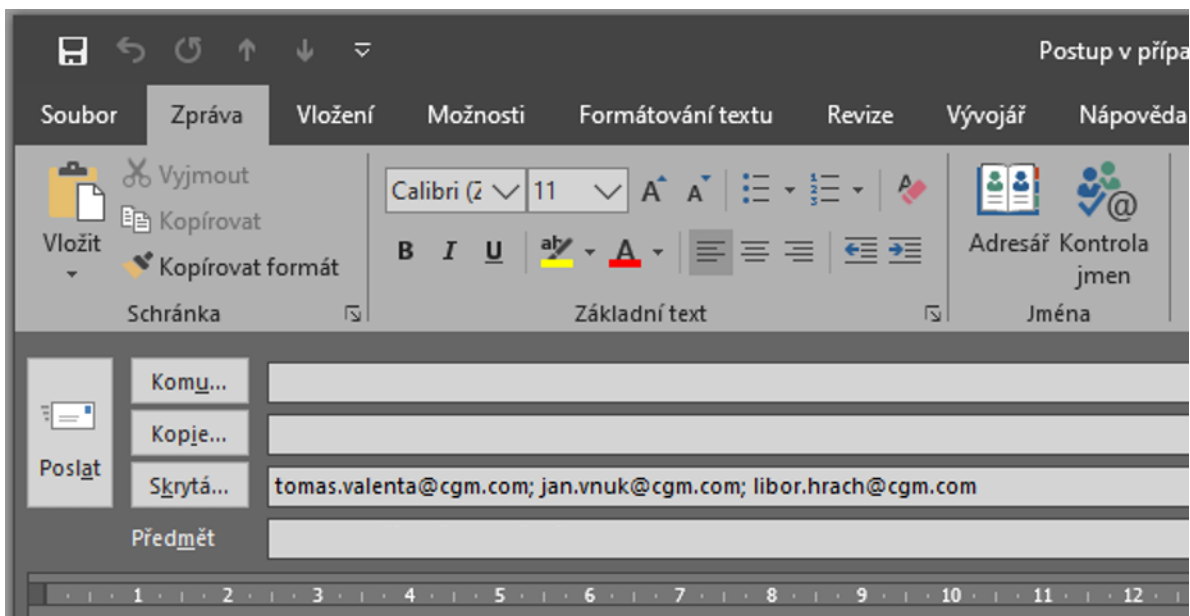 Postup v přípa
Soubor Zpráva Vložení Možnosti Formátování textu Revize Vývojář Nápověda
Vložit
Vyjmout
Kopírovat
Kopírovat formát
Schránka
Calibri (Z 11
B I U
Základní text
Adresář
Kontrola
jmen
Jména
Poslat
Komu...
Kopie...
Skrytá... tomas.valenta@cgm.com; jan.vnuk@cgm.com; libor.hrach@cgm.com
Předmět
1 2 3 4 5 6 7 8 9 10 11 12